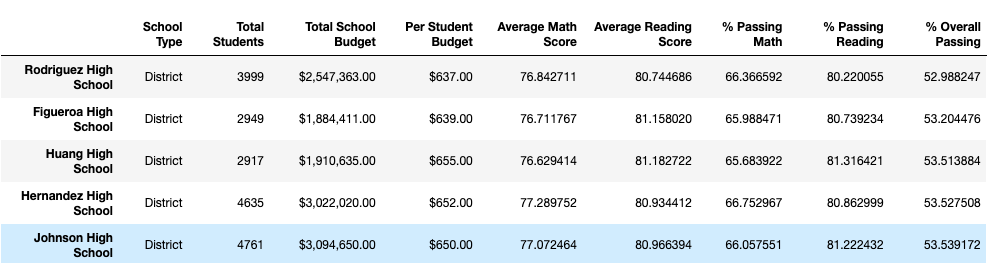 School Type Total Students Total School Budget Per Student Budget Average Math Score Average Reading Score % Passing Math % Passing Reading % Overall Passing
Rodriguez High School District 3999 $2,547,363.00 $637.00 76.842711 80.744686 66.366592 80.220055 52.988247
Figueroa High School District 2949 $1,884,411.00 $639.00 76.711767 81.158020 65.988471 80.739234 53.204476
Huang High School District 2917 $1,910,635.00 $655.00 76.629414 81.182722 65.683922 81.316421 53.513884
Hernandez High School District 4635 $3,022,020.00 $652.00 77.289752 80.934412 66.752967 80.862999 53.527508
Johnson High School District 4761 $3,094,650.00 $650.00 77.072464 80.966394 66.057551 81.222432 53.539172